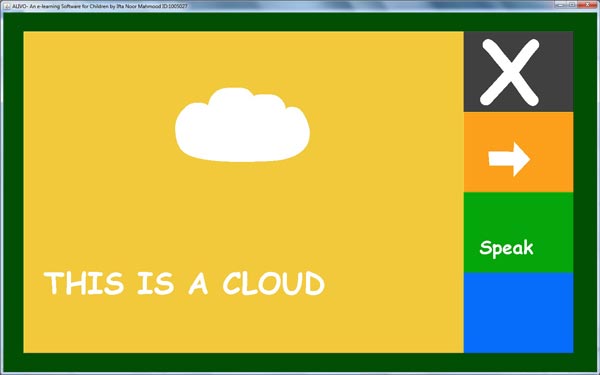 ALIVO- An e-learning Software for Children by Ifta Noor Mahmood ID:1005027
X
Speak
THIS IS A CLOUD